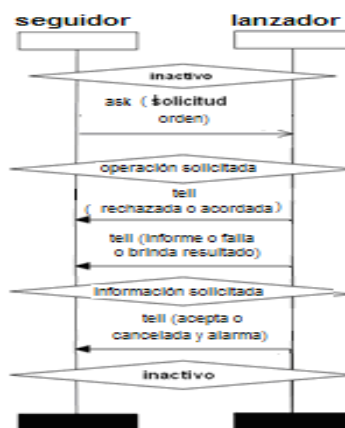 seguidor lanzador
inactivo
ask ( solicitud
orden)
operación solicitada
tell
( rechazada o acordada)
tell (informe o falla
o brinda resultado)
información solicitada
tell (acepta o
cancelada y alarma)
inactivo